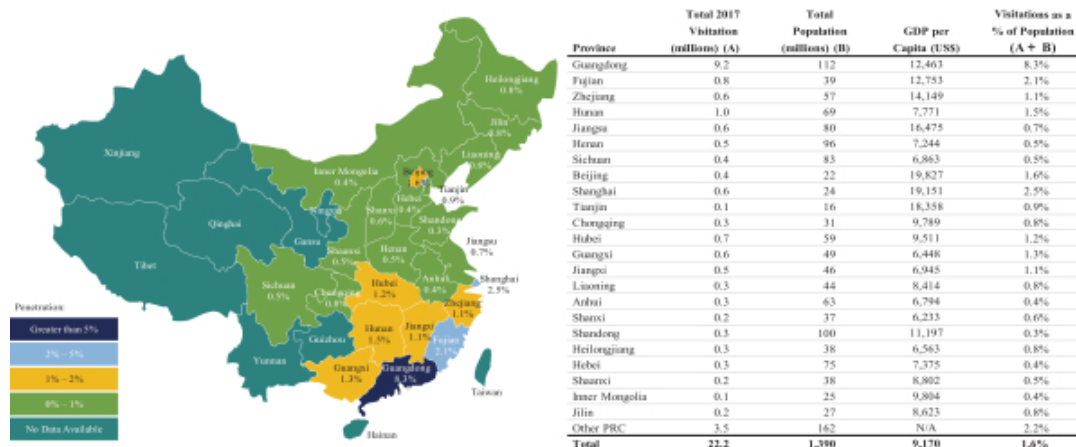 Heilongjiang
0.8%
Jilin
0.8%
Liaoning
0.8%
Xinjiang
Inner Mongolia
0.4%
Beijing
Tianjin
0.9%
Hebei
0.4%
Shanxi
0.6%
Shandong
0.3%
Ningxia
Qinghai
Gansu
Jiangsu
0.7%
Shaanxi
0.5%
Henan
0.5%
Tibet
Anhui
0.4%
Shanghai
2.5%
Sichuan
0.5%
Chongqing
0.8%
Hubei
1.2%
Zhejiang
1.1%
Hunan
1.5%
Jiangxi
1.1%
Guizhou
Fujian
2.1%
Yunnan
Guangxi
1.3%
Guangdong
8.3%
Taiwan
Hainan
Penetration:
Greater than 5%
2% – 5%
1% – 2%
0% – 1%
No Data Available
Total 2017 Total Visitations as a
Visitation Population GDP per % of Population
Province (millions) (A) (millions) (B) Capita (US$) (A ÷ B)
Guangdong 9.2 112 12,463 8.3%
Fujian 0.8 39 12,753 2.1%
Zhejiang 0.6 57 14,149 1.1%
Hunan 1.0 69 7,771 1.5%
Jiangsu 0.6 80 16,475 0.7%
Henan 0.5 96 7,244 0.5%
Sichuan 0.4 83 6,863 0.5%
Beijing 0.4 22 19,827 1.6%
Shanghai 0.6 24 19,151 2.5%
Tianjin 0.1 16 18,358 0.9%
Chongqing 0.3 31 9,789 0.8%
Hubei 0.7 59 9,511 1.2%
Guangxi 0.6 49 6,448 1.3%
Jiangxi 0.5 46 6,945 1.1%
Liaoning 0.3 44 8,414 0.8%
Anhui 0.3 63 6,794 0.4%
Shanxi 0.2 37 6,233 0.6%
Shandong 0.3 100 11,197 0.3%
Heilongjiang 0.3 38 6,563 0.8%
Hebei 0.3 75 7,375 0.4%
Shaanxi 0.2 38 8,802 0.5%
Inner Mongolia 0.1 25 9,804 0.4%
Jilin 0.2 27 8,623 0.8%
Other PRC 3.5 162 N/A 2.2%
Total 22.2 1,390 9,170 1.6%